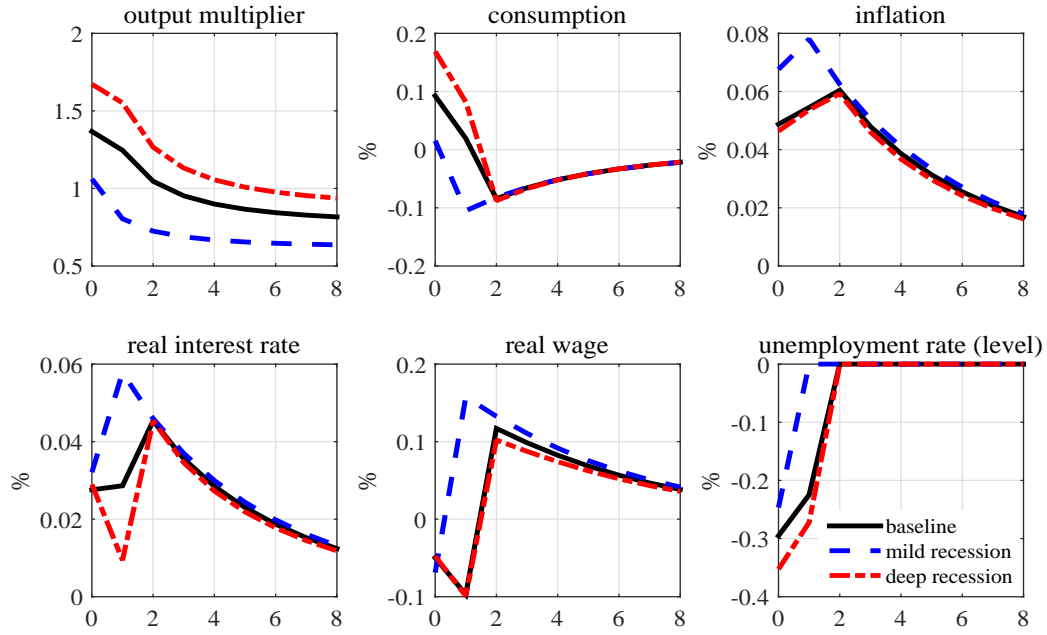 output multiplier
2
1.5
1
0.5
0 2 4 6 8
consumption
%
0.2
0.1
0
-0.1
-0.2
0 2 4 6 8
inflation
%
0.08
0.06
0.04
0.02
0
0 2 4 6 8
real interest rate
%
0.06
0.04
0.02
0
0 2 4 6 8
real wage
%
0.2
0.1
0
-0.1
0 2 4 6 8
unemployment rate (level)
%
0
-0.1
-0.2
-0.3
-0.4
0 2 4 6 8
baseline
mild recession
deep recession